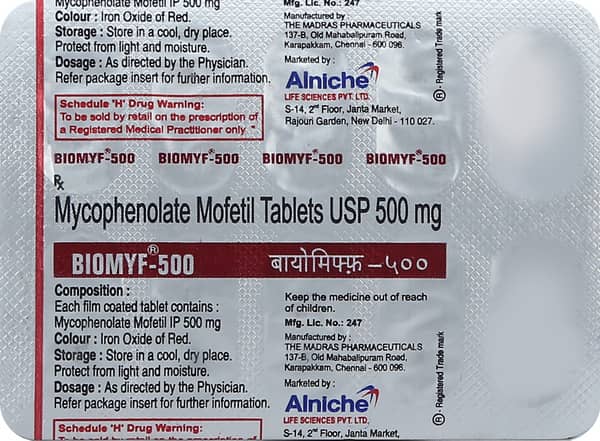 Mycophenolate Mofetil IP 500 mg
Colour : Iron Oxide of Red.
Storage : Store in a cool, dry place.
Protect from light and moisture.
Dosage : As directed by the Physician.
Refer package insert for further information.
Schedule 'H' Drug Warning:
To be sold by retail on the prescription of
a Registered Medical Practitioner only."
Mfg. Lic. No.: 247
Manufactured by :
THE MADRAS PHARMACEUTICALS
137-B, Old Mahabalipuram Road,
Karapakkam, Chennai - 600 096.
Marketed by :
Alniche
LIFE SCIENCES PVT. LTD.
S-14, 2nd Floor, Janta Market,
Rajouri Garden, New Delhi - 110 027.
® - Registered Trade mark
BIOMYF®-500 BIOMYF®-500 BIOMYF®-500 BIOMYF®-500
℞
Mycophenolate Mofetil Tablets USP 500 mg
BIOMYF®-500 बायोमिफ्फ़ –५००
Composition :
Each film coated tablet contains :
Mycophenolate Mofetil IP 500 mg
Colour : Iron Oxide of Red.
Storage : Store in a cool, dry place.
Protect from light and moisture.
Dosage : As directed by the Physician.
Refer package insert for further information.
Schedule 'H' Drug Warning:
To be sold by retail on the prescription of
Keep the medicine out of reach
of children.
Mfg. Lic. No.: 247
Manufactured by :
THE MADRAS PHARMACEUTICALS
137-B, Old Mahabalipuram Road,
Karapakkam, Chennai - 600 096.
Marketed by :
Alniche
LIFE SCIENCES PVT. LTD.
S-14, 2nd Floor, Janta Market,
® - Registered Trade mark